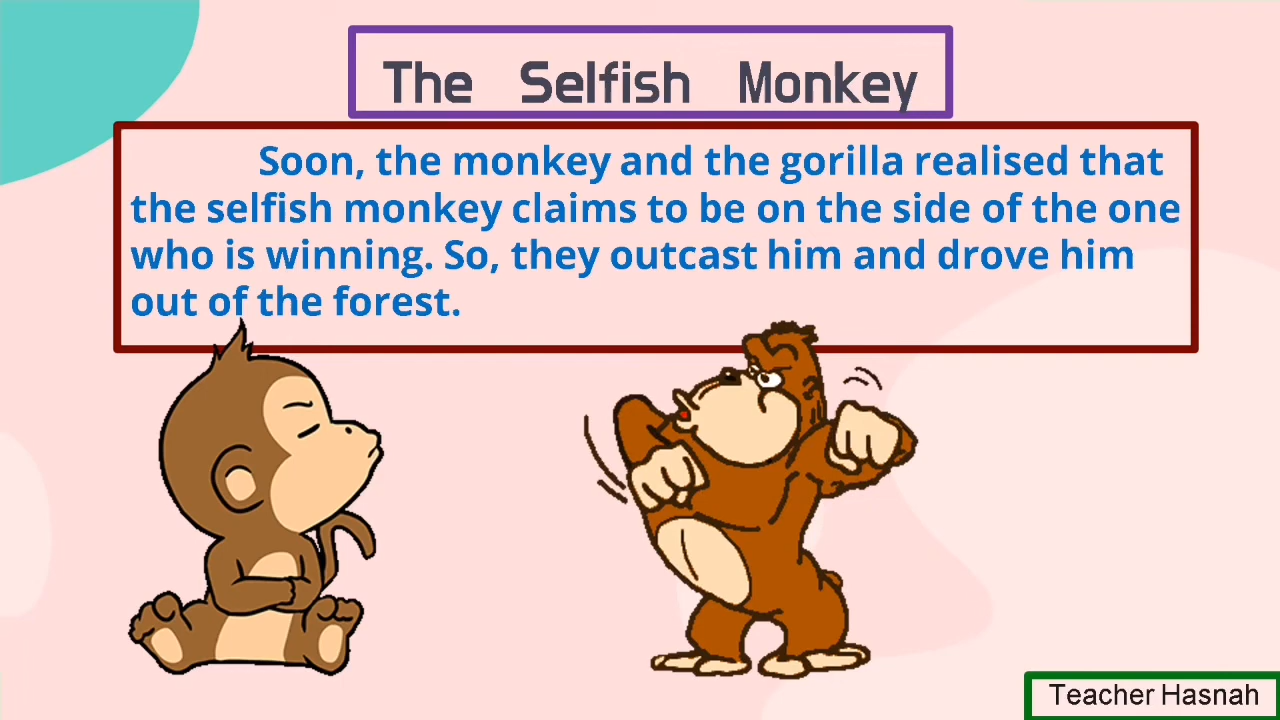 The Selfish Monkey
Soon, the monkey and the gorilla realised that
the selfish monkey claims to be on the side of the one
who is winning. So, they outcast him and drove him
out of the forest.
Teacher Hasnah